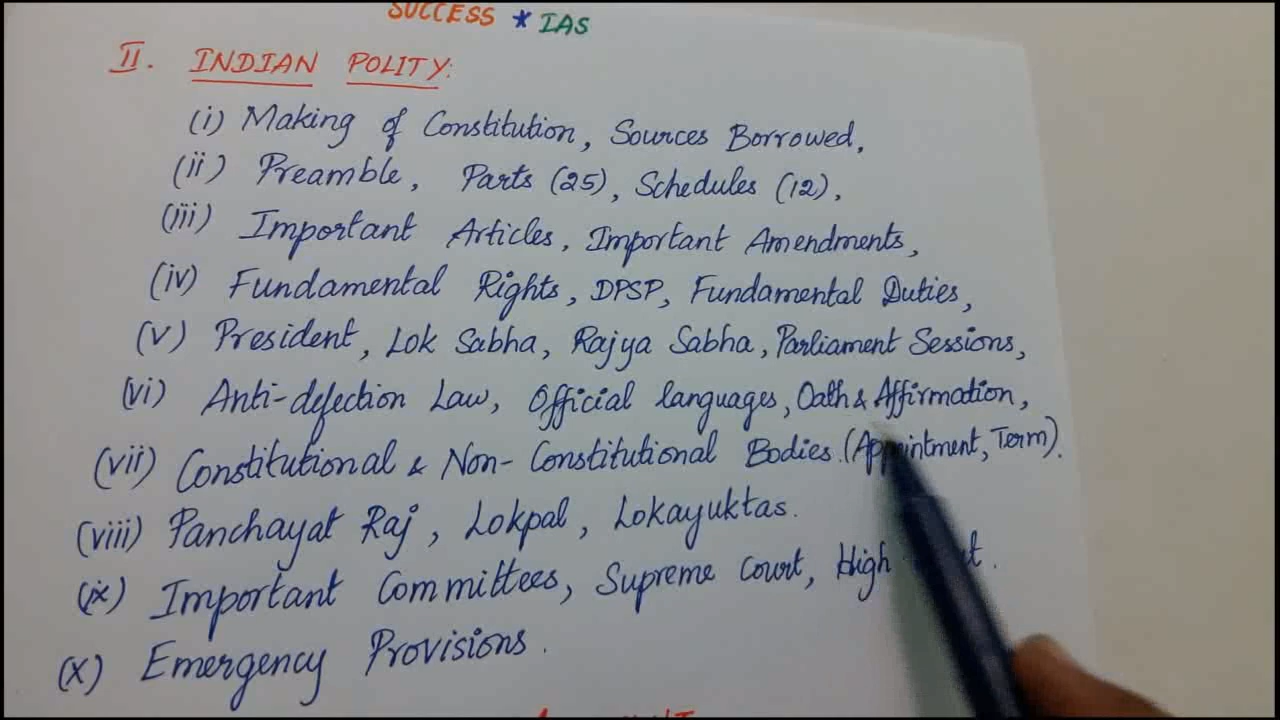 SUCCESS * IAS
II. INDIAN POLITY:
(i) Making of Constitution, Sources Borrowed,
(ii) Preamble, Parts (25), Schedules (12),
(iii) Important Articles, Important Amendments,
(iv) Fundamental Rights, DPSP, Fundamental Duties,
(v) President, Lok Sabha, Rajya Sabha, Parliament Sessions,
(vi) Anti-defection Law, Official languages, Oath & Affirmation,
(vii) Constitutional & Non-Constitutional Bodies. (Appointment, Term).
(viii) Panchayat Raj, Lokpal, Lokayuktas.
(ix) Important Committees, Supreme Court, High
(x) Emergency Provisions.